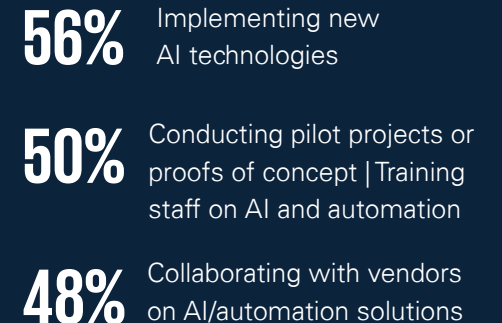 56% Implementing new
AI technologies
50% Conducting pilot projects or
proofs of concept | Training
staff on AI and automation
48% Collaborating with vendors
on AI/automation solutions